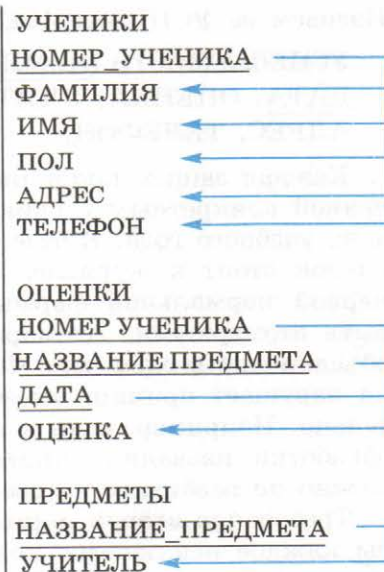 УЧЕНИКИ
НОМЕР_УЧЕНИКА
ФАМИЛИЯ
ИМЯ
ПОЛ
АДРЕС
ТЕЛЕФОН
ОЦЕНКИ
НОМЕР УЧЕНИКА
НАЗВАНИЕ ПРЕДМЕТА
ДАТА
ОЦЕНКА
ПРЕДМЕТЫ
НАЗВАНИЕ_ПРЕДМЕТА
УЧИТЕЛЬ